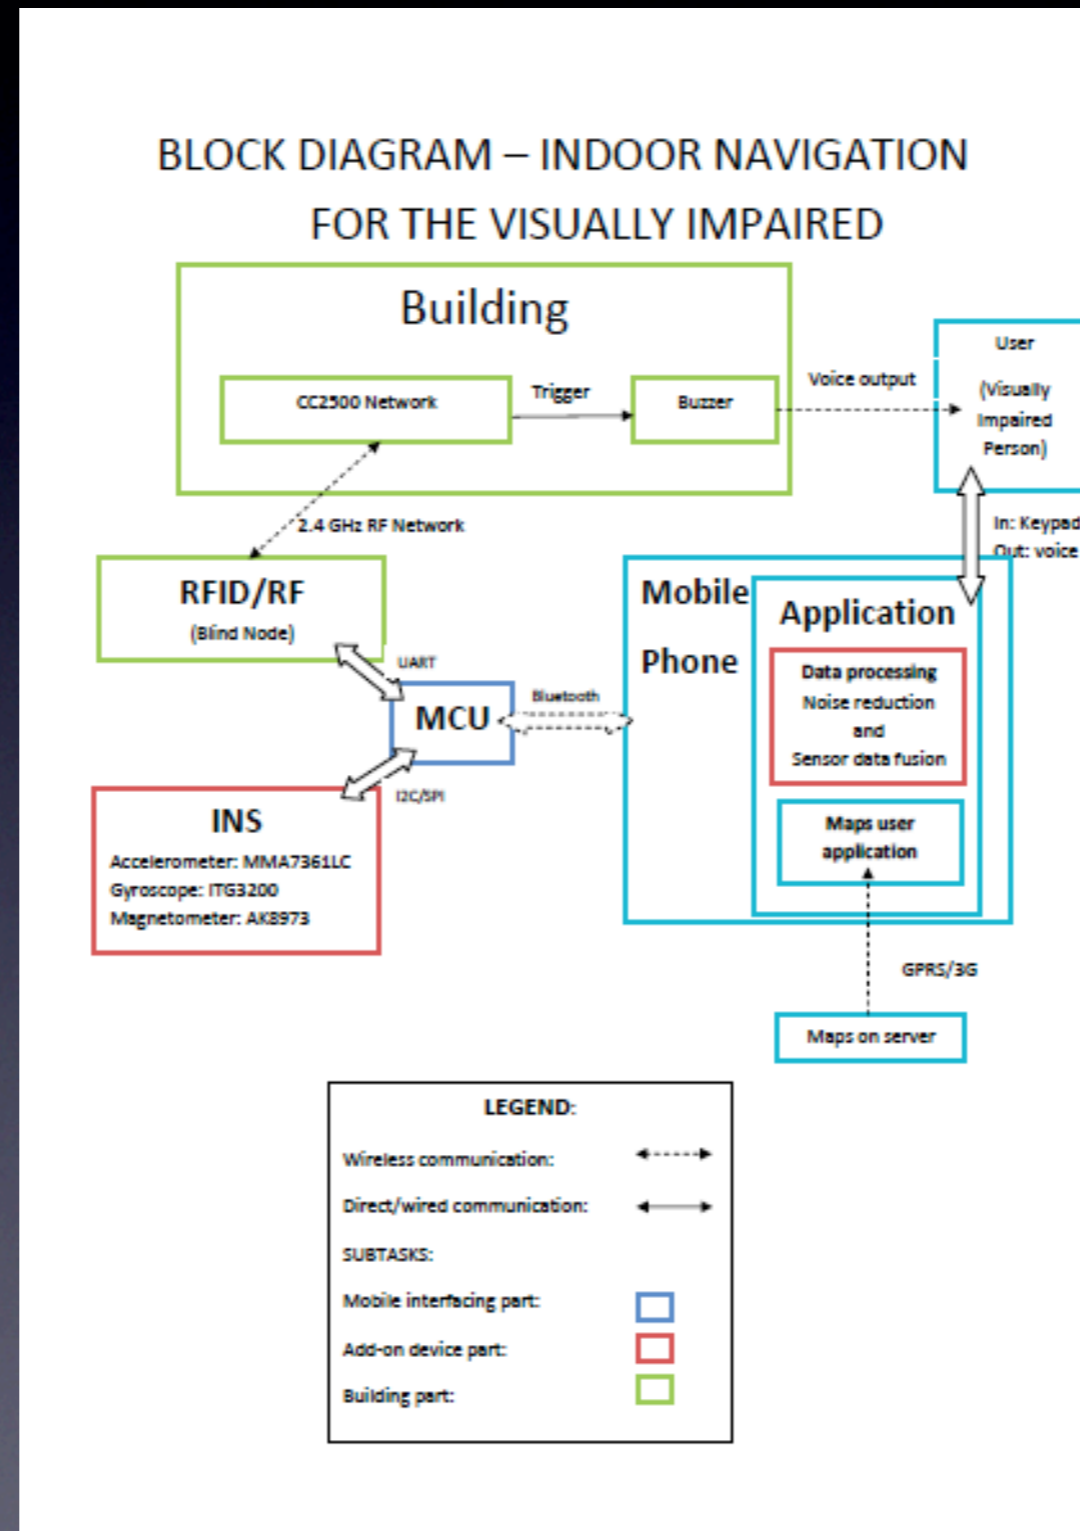 BLOCK DIAGRAM – INDOOR NAVIGATION
FOR THE VISUALLY IMPAIRED
Building
CC2500 Network
Trigger
Buzzer
Voice output
User
(Visually
Impaired
Person)
2.4 GHz RF Network
In: Keypad
Out: voice
RFID/RF
(Blind Node)
UART
MCU
Bluetooth
Mobile
Phone
Application
Data processing
Noise reduction
and
Sensor data fusion
I2C/SPI
INS
Accelerometer: MMA7361LC
Gyroscope: ITG3200
Magnetometer: AK8973
Maps user
application
GPRS/3G
Maps on server
LEGEND:
Wireless communication:
Direct/wired communication:
SUBTASKS:
Mobile interfacing part:
Add-on device part:
Building part: